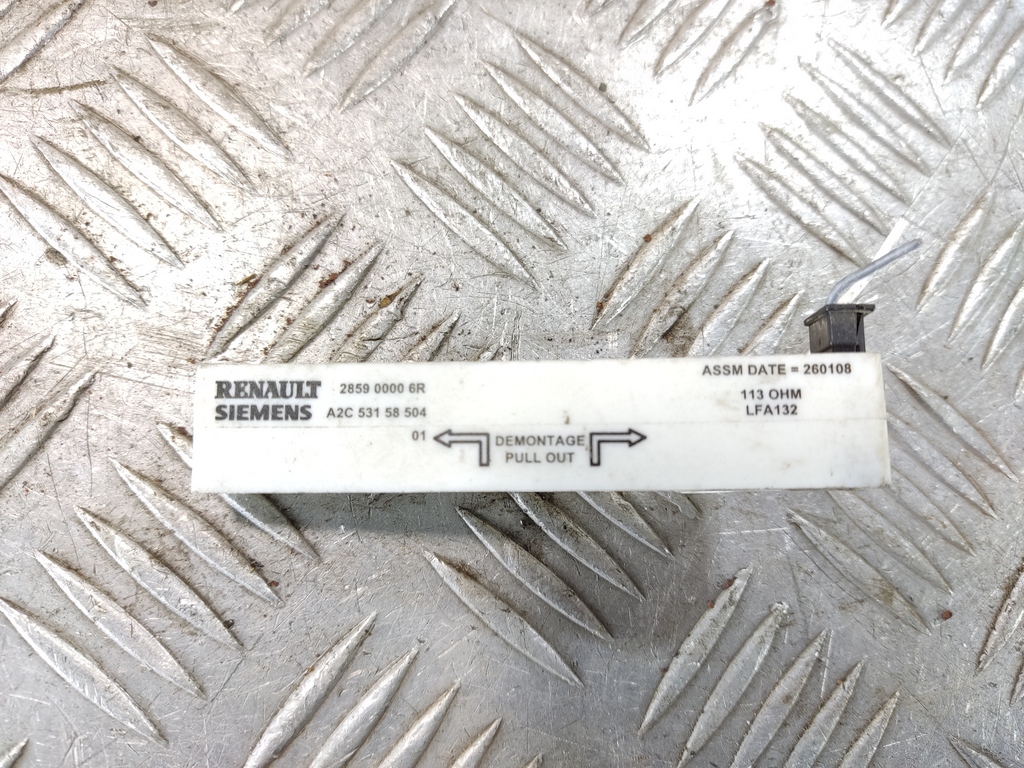 RENAULT 2859 0000 6R
SIEMENS A2C 531 58 504
01 DEMONTAGE
PULL OUT
ASSM DATE = 260108
113 OHM
LFA132